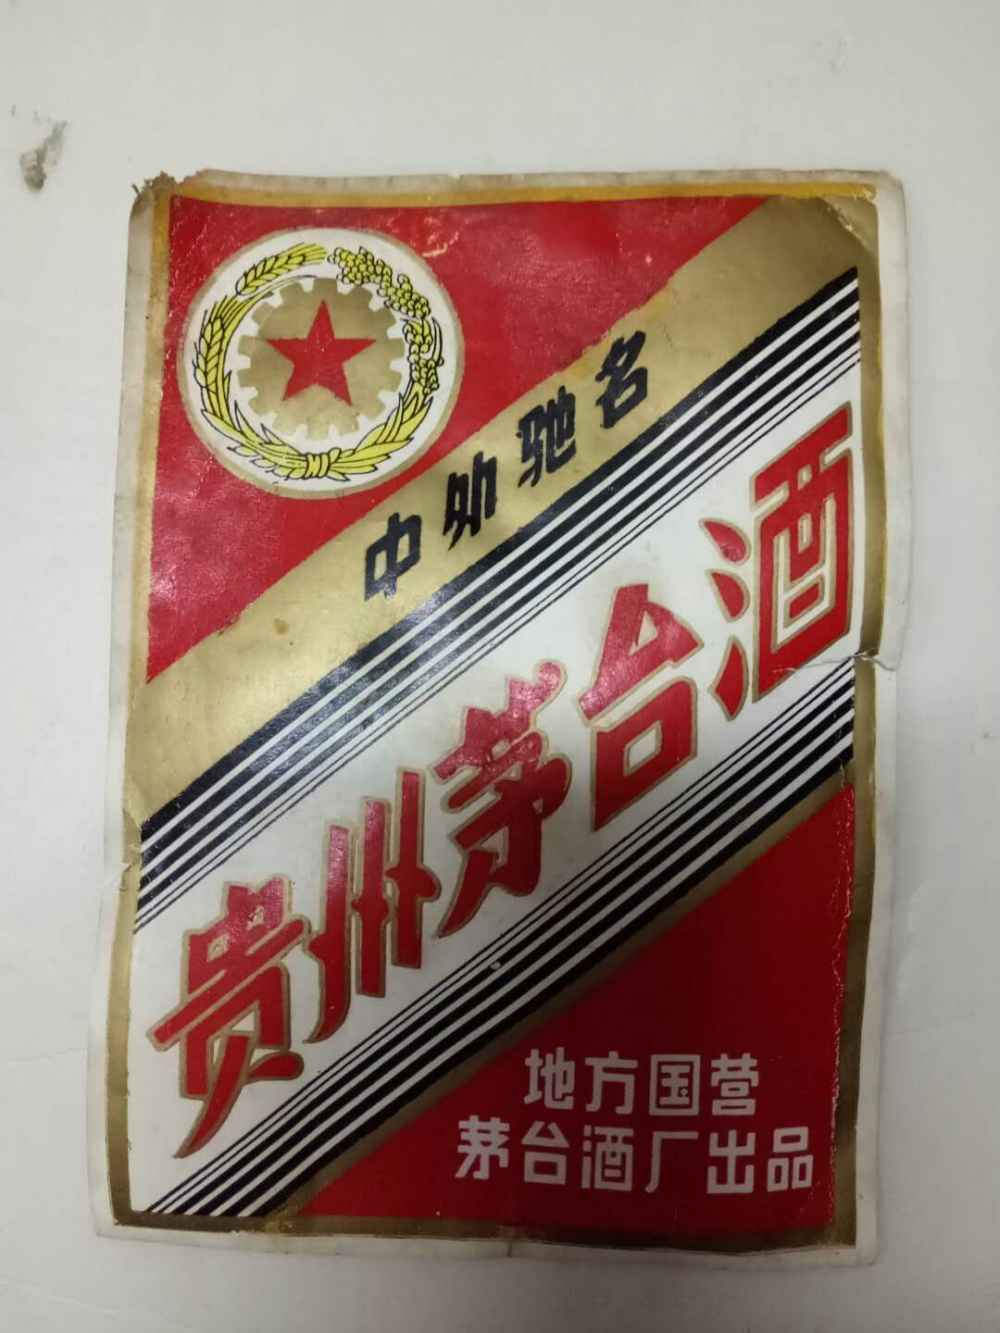 中外驰名
贵州茅台酒
地方国营
茅台酒厂出品